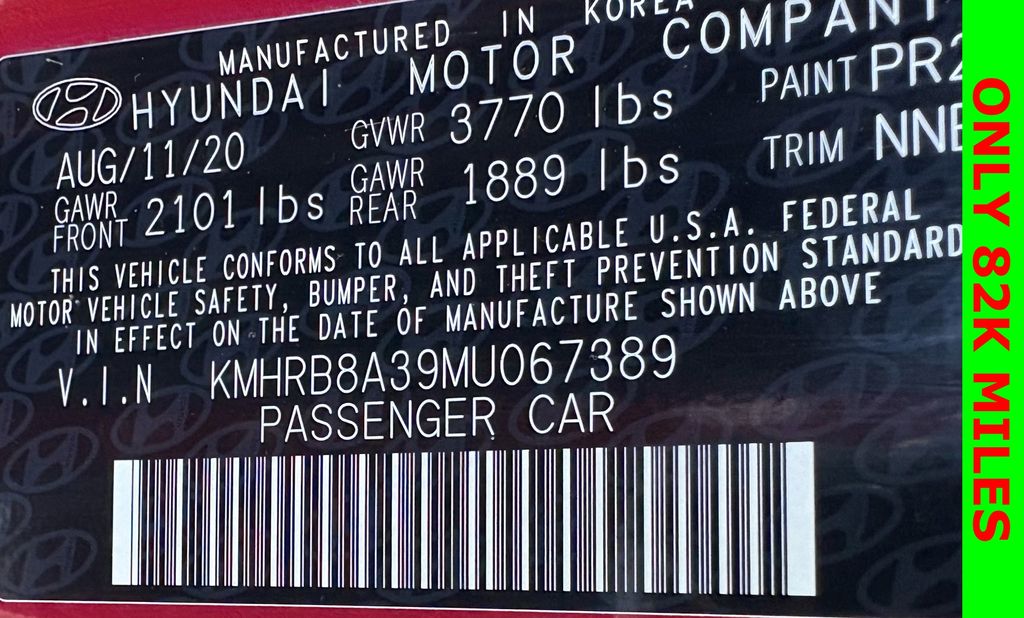 MANUFACTURED IN KOREA
HYUNDAI MOTOR COMPANY
AUG/11/20 GVWR 3770 lbs PAINT PR2
GAWR FRONT 2101 lbs GAWR REAR 1889 lbs TRIM NNB
THIS VEHICLE CONFORMS TO ALL APPLICABLE U.S.A. FEDERAL
MOTOR VEHICLE SAFETY, BUMPER, AND THEFT PREVENTION STANDARD
IN EFFECT ON THE DATE OF MANUFACTURE SHOWN ABOVE
V.I.N KMHRB8A39MU067389
PASSENGER CAR
ONLY 82K MILES